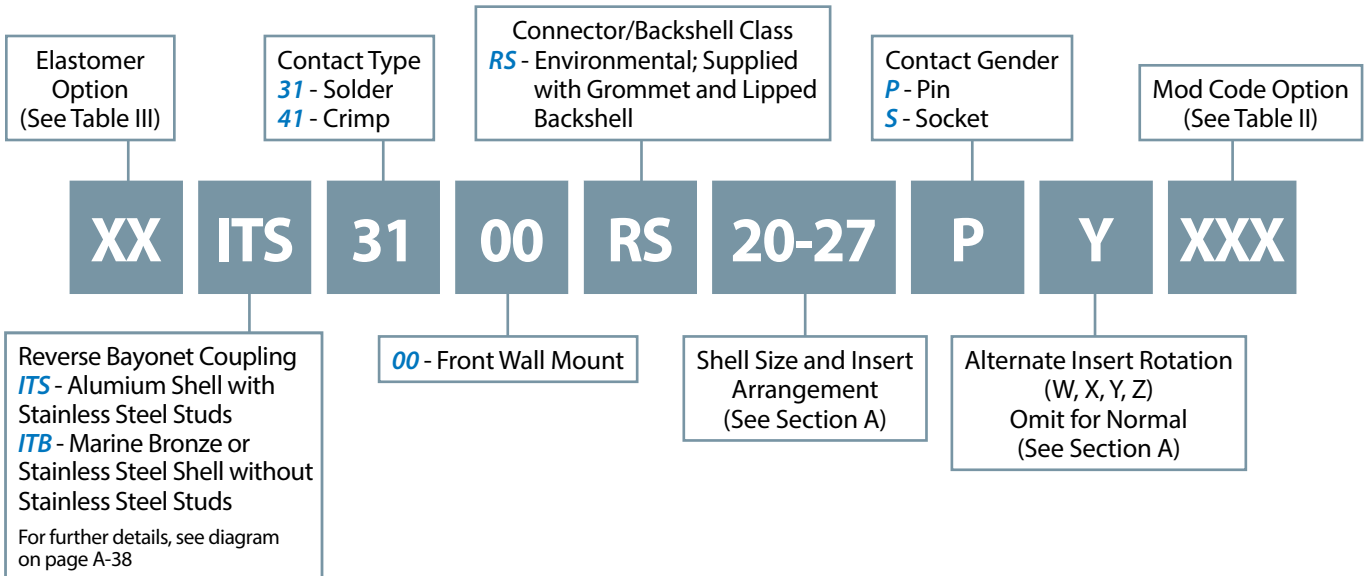 Elastomer
Option
(See Table III)
Contact Type
31 - Solder
41 - Crimp
Connector/Backshell Class
RS - Environmental; Supplied
with Grommet and Lipped
Backshell
Contact Gender
P - Pin
S - Socket
Mod Code Option
(See Table II)
XX ITS 31 00 RS 20-27 P Y XXX
Reverse Bayonet Coupling
ITS - Alumium Shell with
Stainless Steel Studs
ITB - Marine Bronze or
Stainless Steel Shell without
Stainless Steel Studs
For further details, see diagram
on page A-38
00 - Front Wall Mount
Shell Size and Insert
Arrangement
(See Section A)
Alternate Insert Rotation
(W, X, Y, Z)
Omit for Normal
(See Section A)